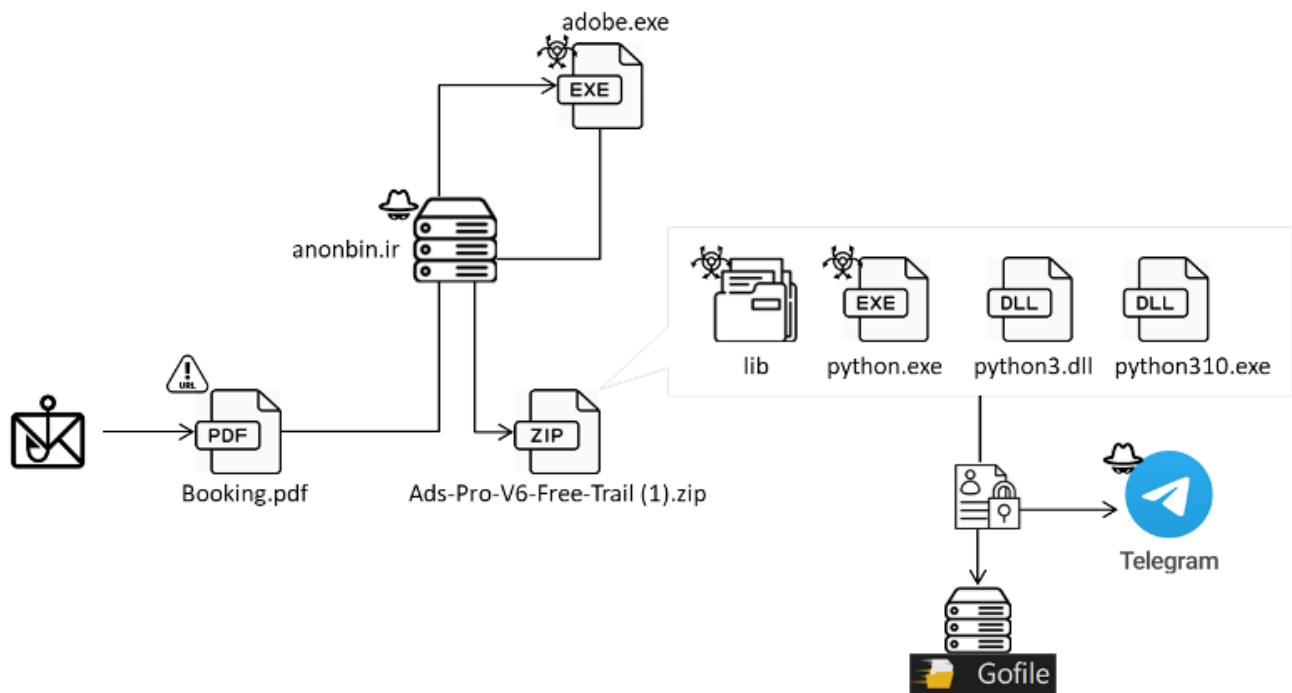 adobe.exe
EXE
anonbin.ir
lib
EXE
python.exe
DLL
python3.dll
DLL
python310.exe
URL
PDF
Booking.pdf
ZIP
Ads-Pro-V6-Free-Trail (1).zip
Telegram
Gofile